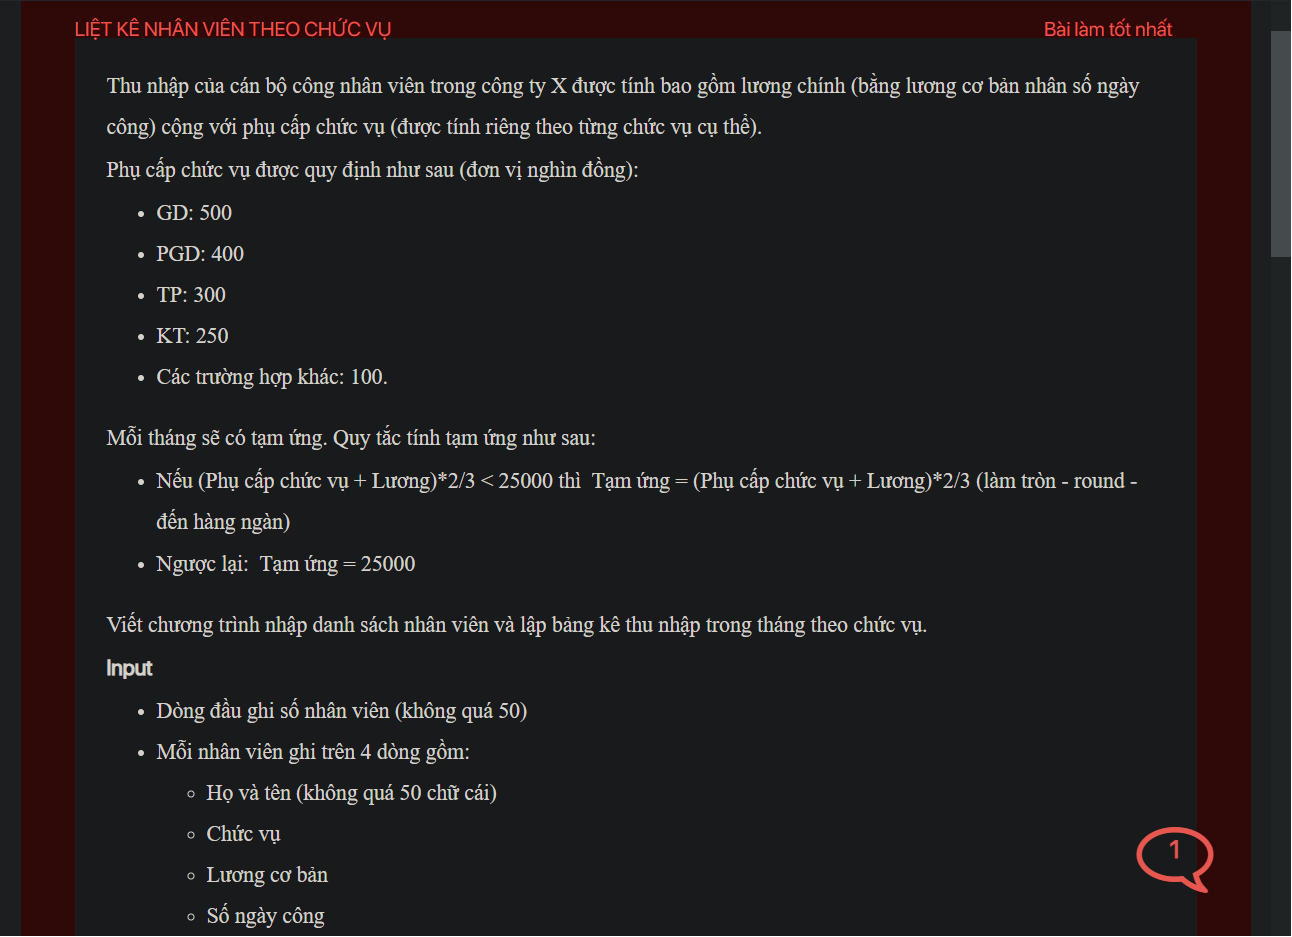 LIỆT KÊ NHÂN VIÊN THEO CHỨC VỤ
Bài làm tốt nhất
Thu nhập của cán bộ công nhân viên trong công ty X được tính bao gồm lương chính (bằng lương cơ bản nhân số ngày
công) cộng với phụ cấp chức vụ (được tính riêng theo từng chức vụ cụ thể).
Phụ cấp chức vụ được quy định như sau (đơn vị nghìn đồng):
• GD: 500
• PGD: 400
• TP: 300
• KT: 250
• Các trường hợp khác: 100.
Mỗi tháng sẽ có tạm ứng. Quy tắc tính tạm ứng như sau:
• Nếu (Phụ cấp chức vụ + Lương)*2/3 < 25000 thì  Tạm ứng = (Phụ cấp chức vụ + Lương)*2/3 (làm tròn - round -
đến hàng ngàn)
• Ngược lại:  Tạm ứng = 25000
Viết chương trình nhập danh sách nhân viên và lập bảng kê thu nhập trong tháng theo chức vụ.
Input
• Dòng đầu ghi số nhân viên (không quá 50)
• Mỗi nhân viên ghi trên 4 dòng gồm:
◦ Họ và tên (không quá 50 chữ cái)
◦ Chức vụ
◦ Lương cơ bản
◦ Số ngày công
1